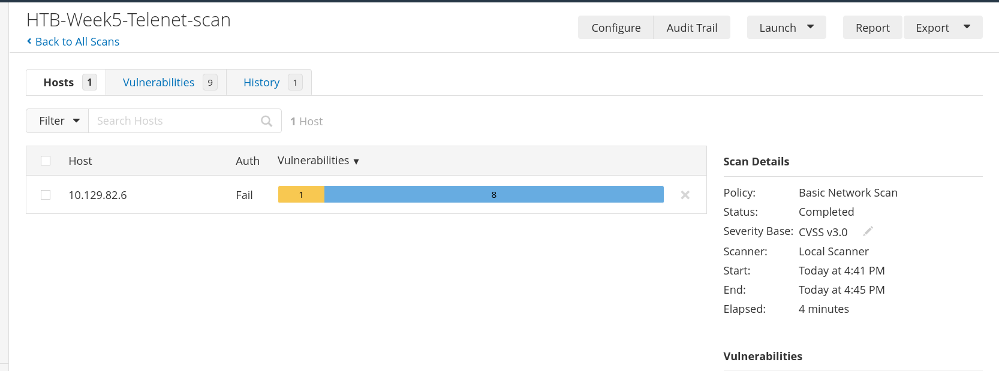 HTB-Week5-Telenet-scan
Back to All Scans
Configure Audit Trail Launch Report Export
Hosts 1 Vulnerabilities 9 History 1
Filter Search Hosts 1 Host
Host Auth Vulnerabilities
10.129.82.6 Fail 1 8
Scan Details
Policy: Basic Network Scan
Status: Completed
Severity Base: CVSS v3.0
Scanner: Local Scanner
Start: Today at 4:41 PM
End: Today at 4:45 PM
Elapsed: 4 minutes
Vulnerabilities